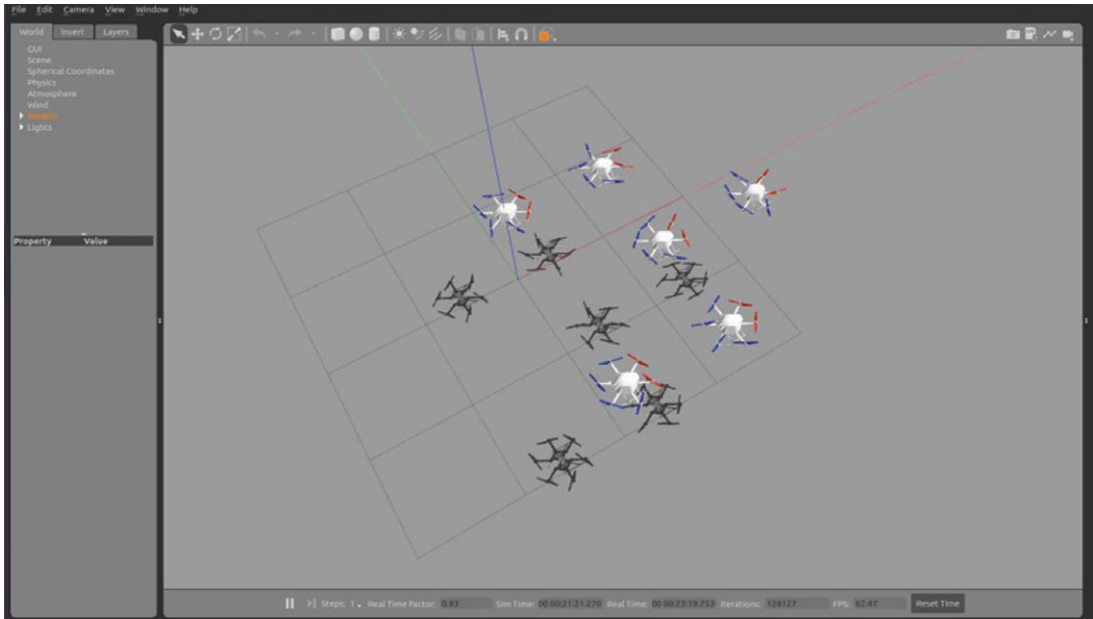 File Edit Camera View Window Help
World Insert Layers
GUI
Scene
Spherical Coordinates
Physics
Atmosphere
Wind
Models
Lights
Property Value
Steps: 1 Real Time Factor: 0.93 Sim Time: 00 00:21:21.270 Real Time: 00 00:23:19.753 Iterations: 128127 FPS: 62.47 Reset Time